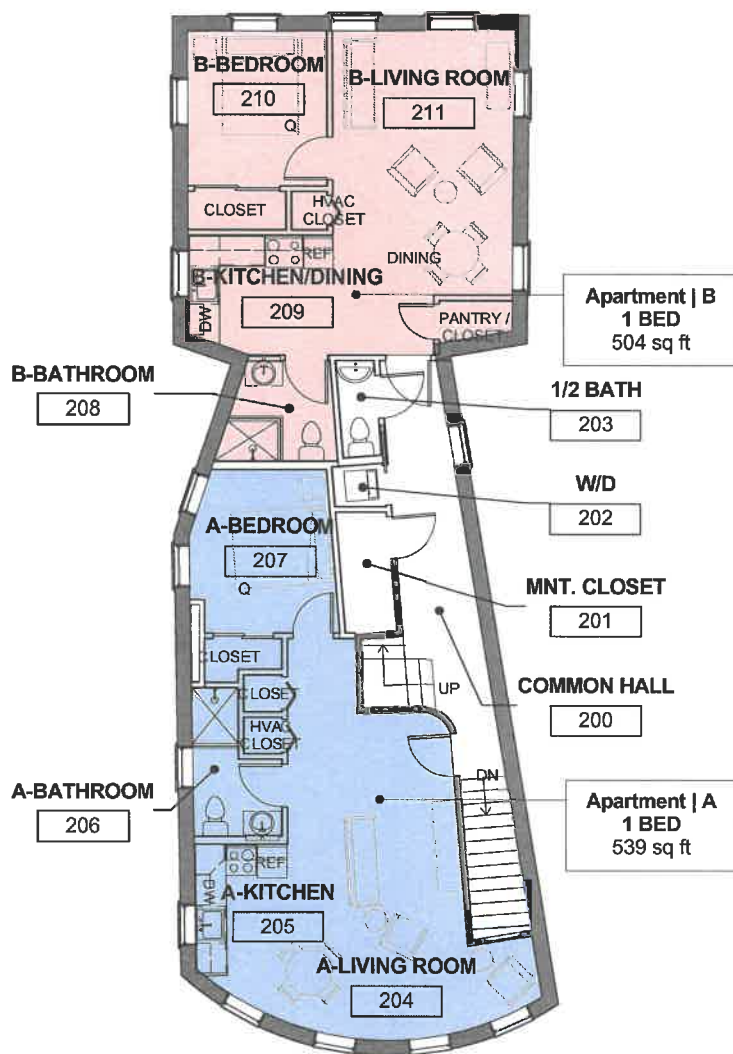 B-BEDROOM
210
Q
B-LIVING ROOM
211
CLOSET
HVAC
CLOSET
REF
DINING
B-KITCHEN/DINING
209
DW
PANTRY /
CLOSET
Apartment | B
1 BED
504 sq ft
B-BATHROOM
208
1/2 BATH
203
W/D
202
A-BEDROOM
207
Q
MNT. CLOSET
201
CLOSET
UP
COMMON HALL
200
CLOSET
HVAC
CLOSET
DN
A-BATHROOM
206
Apartment | A
1 BED
539 sq ft
REF
DW
A-KITCHEN
205
A-LIVING ROOM
204